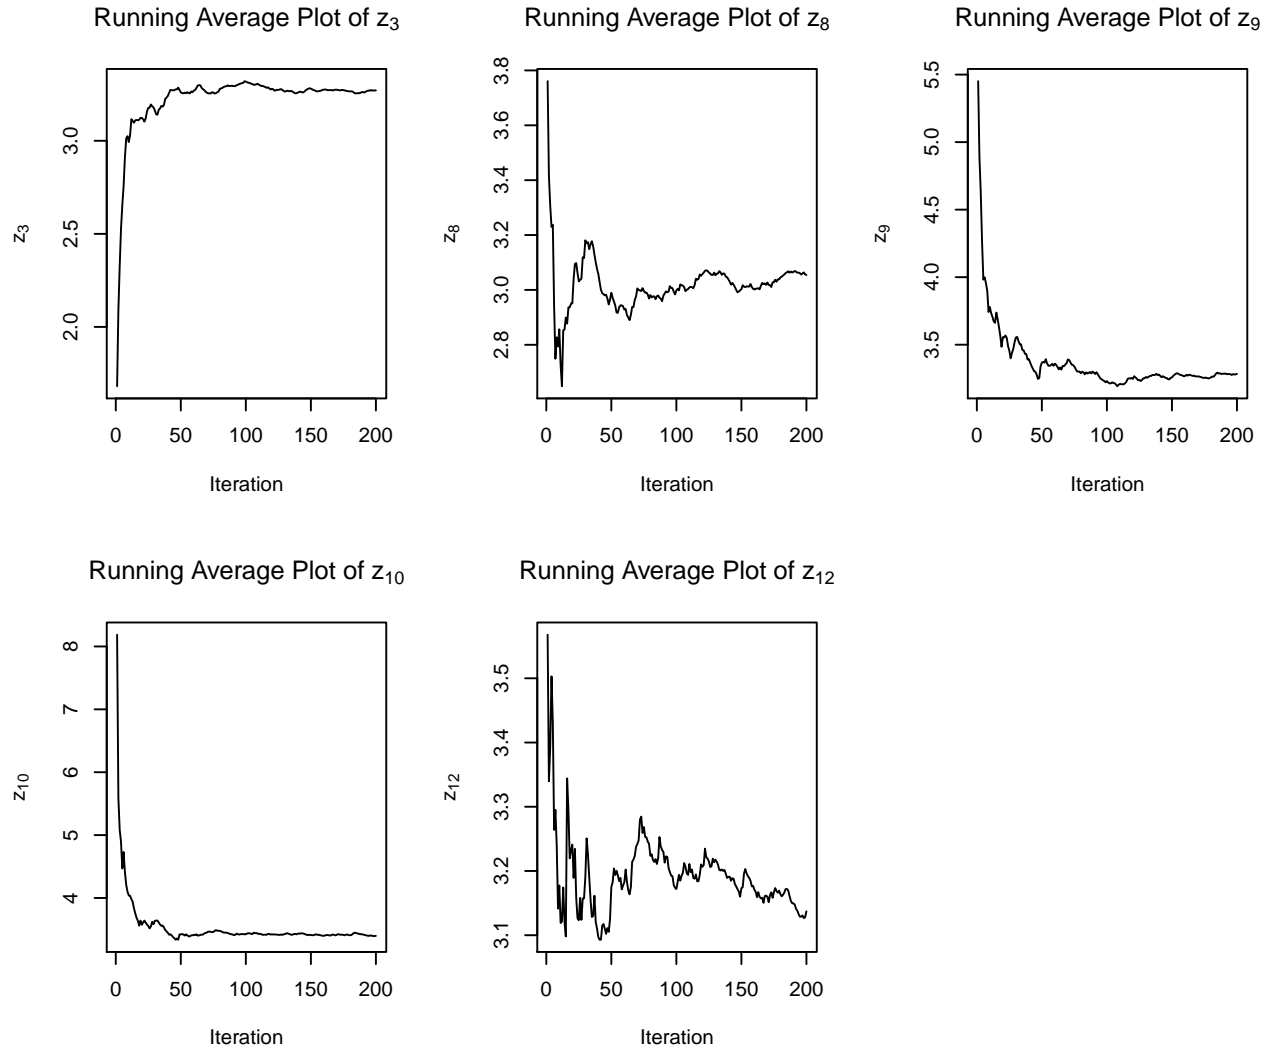 Running Average Plot of z₃
z₃
3.0
2.5
2.0
0 50 100 150 200
Iteration
Running Average Plot of z₈
z₈
3.8
3.6
3.4
3.2
3.0
2.8
0 50 100 150 200
Iteration
Running Average Plot of z₉
z₉
5.5
5.0
4.5
4.0
3.5
0 50 100 150 200
Iteration
Running Average Plot of z₁₀
z₁₀
8
7
6
5
4
0 50 100 150 200
Iteration
Running Average Plot of z₁₂
z₁₂
3.5
3.4
3.3
3.2
3.1
0 50 100 150 200
Iteration